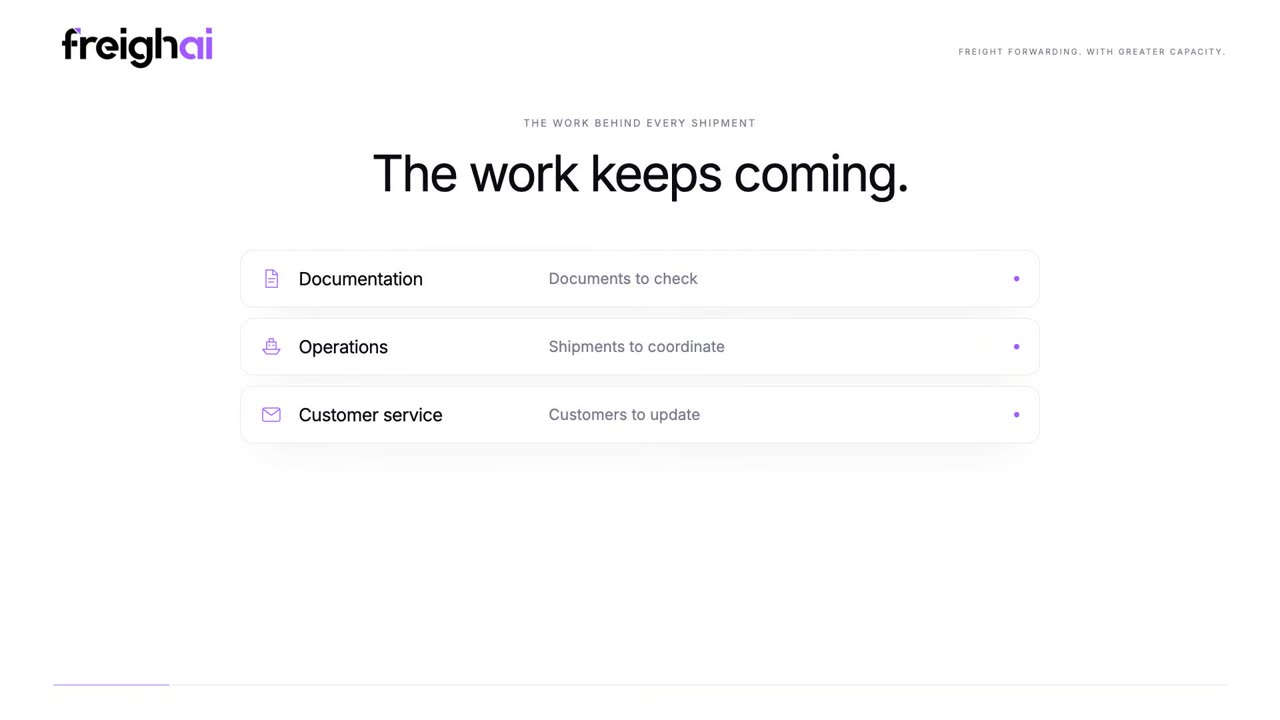 freighai
FREIGHT FORWARDING. WITH GREATER CAPACITY.
THE WORK BEHIND EVERY SHIPMENT
The work keeps coming.
Documentation Documents to check
Operations Shipments to coordinate
Customer service Customers to update